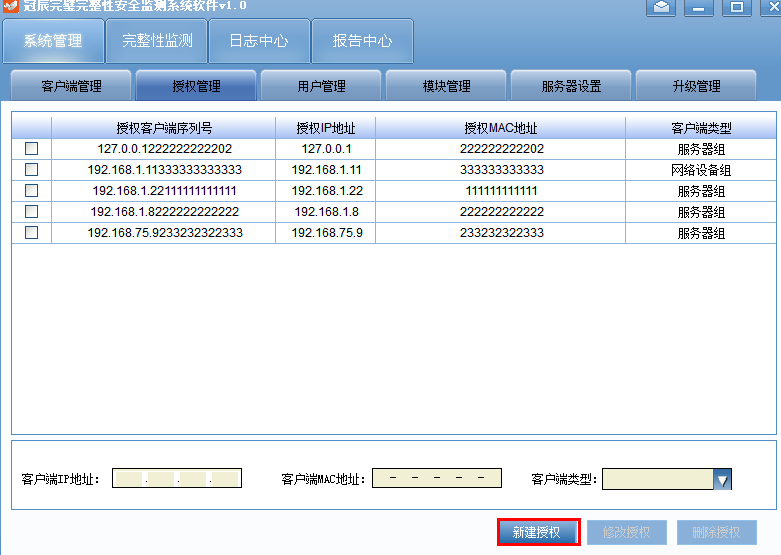 冠辰完璧完整性安全监测系统软件v1.0
系统管理 完整性监测 日志中心 报告中心
客户端管理 授权管理 用户管理 模块管理 服务器设置 升级管理
授权客户端序列号 授权IP地址 授权MAC地址 客户端类型
127.0.0.1222222222202 127.0.0.1 222222222202 服务器组
192.168.1.11333333333333 192.168.1.11 333333333333 网络设备组
192.168.1.22111111111111 192.168.1.22 111111111111 服务器组
192.168.1.8222222222222 192.168.1.8 222222222222 服务器组
192.168.75.9233232322333 192.168.75.9 233232322333 服务器组
客户端IP地址： . . . 客户端MAC地址： - - - - - 客户端类型：
新建授权 修改授权 删除授权